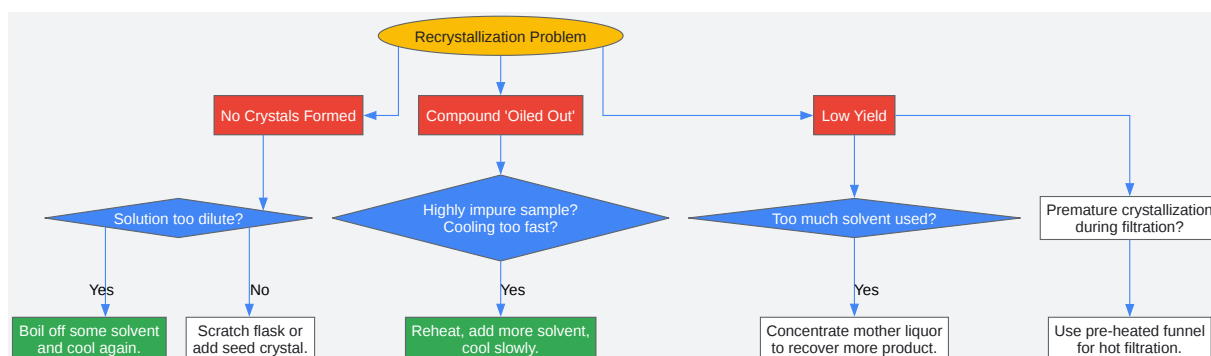 Recrystallization Problem
No Crystals Formed
Compound 'Oiled Out'
Low Yield
Solution too dilute?
Highly impure sample?
Cooling too fast?
Too much solvent used?
Premature crystallization
during filtration?
Yes
No
Yes
Yes
Boil off some solvent
and cool again.
Scratch flask or
add seed crystal.
Reheat, add more solvent,
cool slowly.
Concentrate mother liquor
to recover more product.
Use pre-heated funnel
for hot filtration.